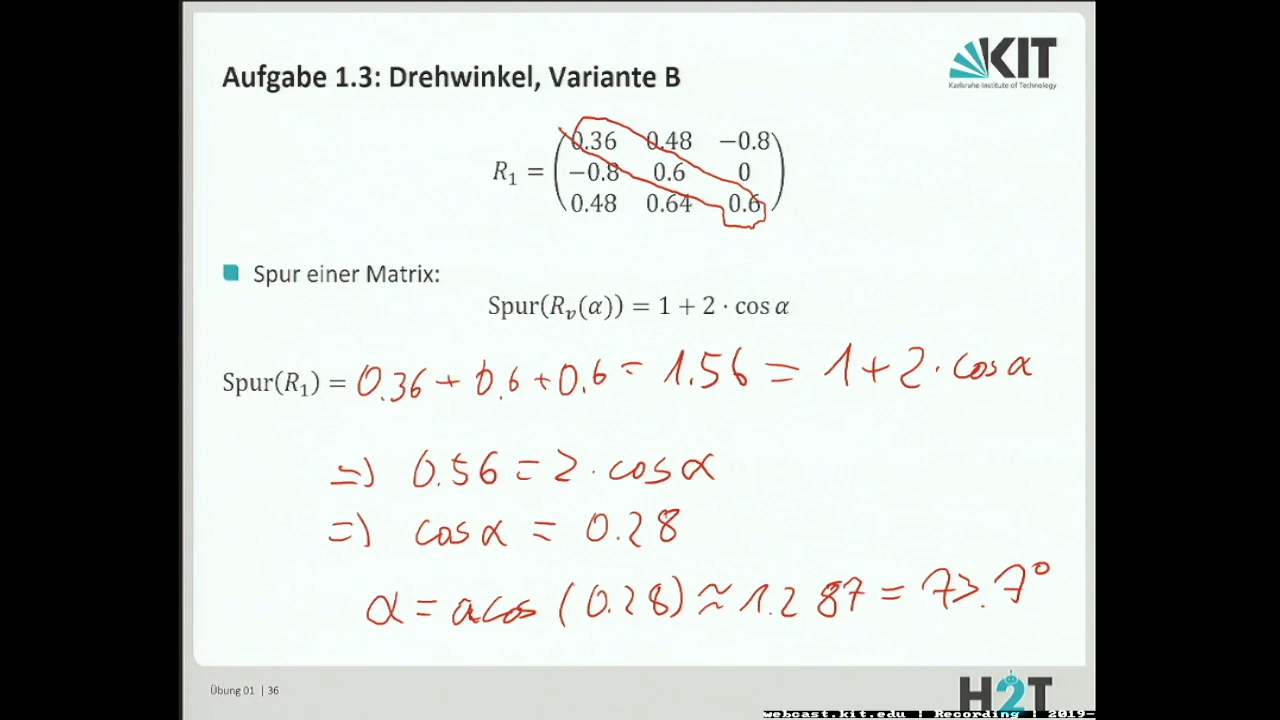 Aufgabe 1.3: Drehwinkel, Variante B
KIT
Karlsruhe Institute of Technology
0.36 0.48 −0.8
R₁ = −0.8 0.6 0
0.48 0.64 0.6
Spur einer Matrix:
Spur(Rᵥ(α)) = 1 + 2 · cos α
Spur(R₁) = 0.36 + 0.6 + 0.6 = 1.56 = 1 + 2 · cos α
=> 0.56 = 2 · cos α
=> cos α = 0.28
α = acos (0.28) ≈ 1.287 = 73.7°
Übung 01 | 36
H2T
webcast.kit.edu | Recording | 2019-